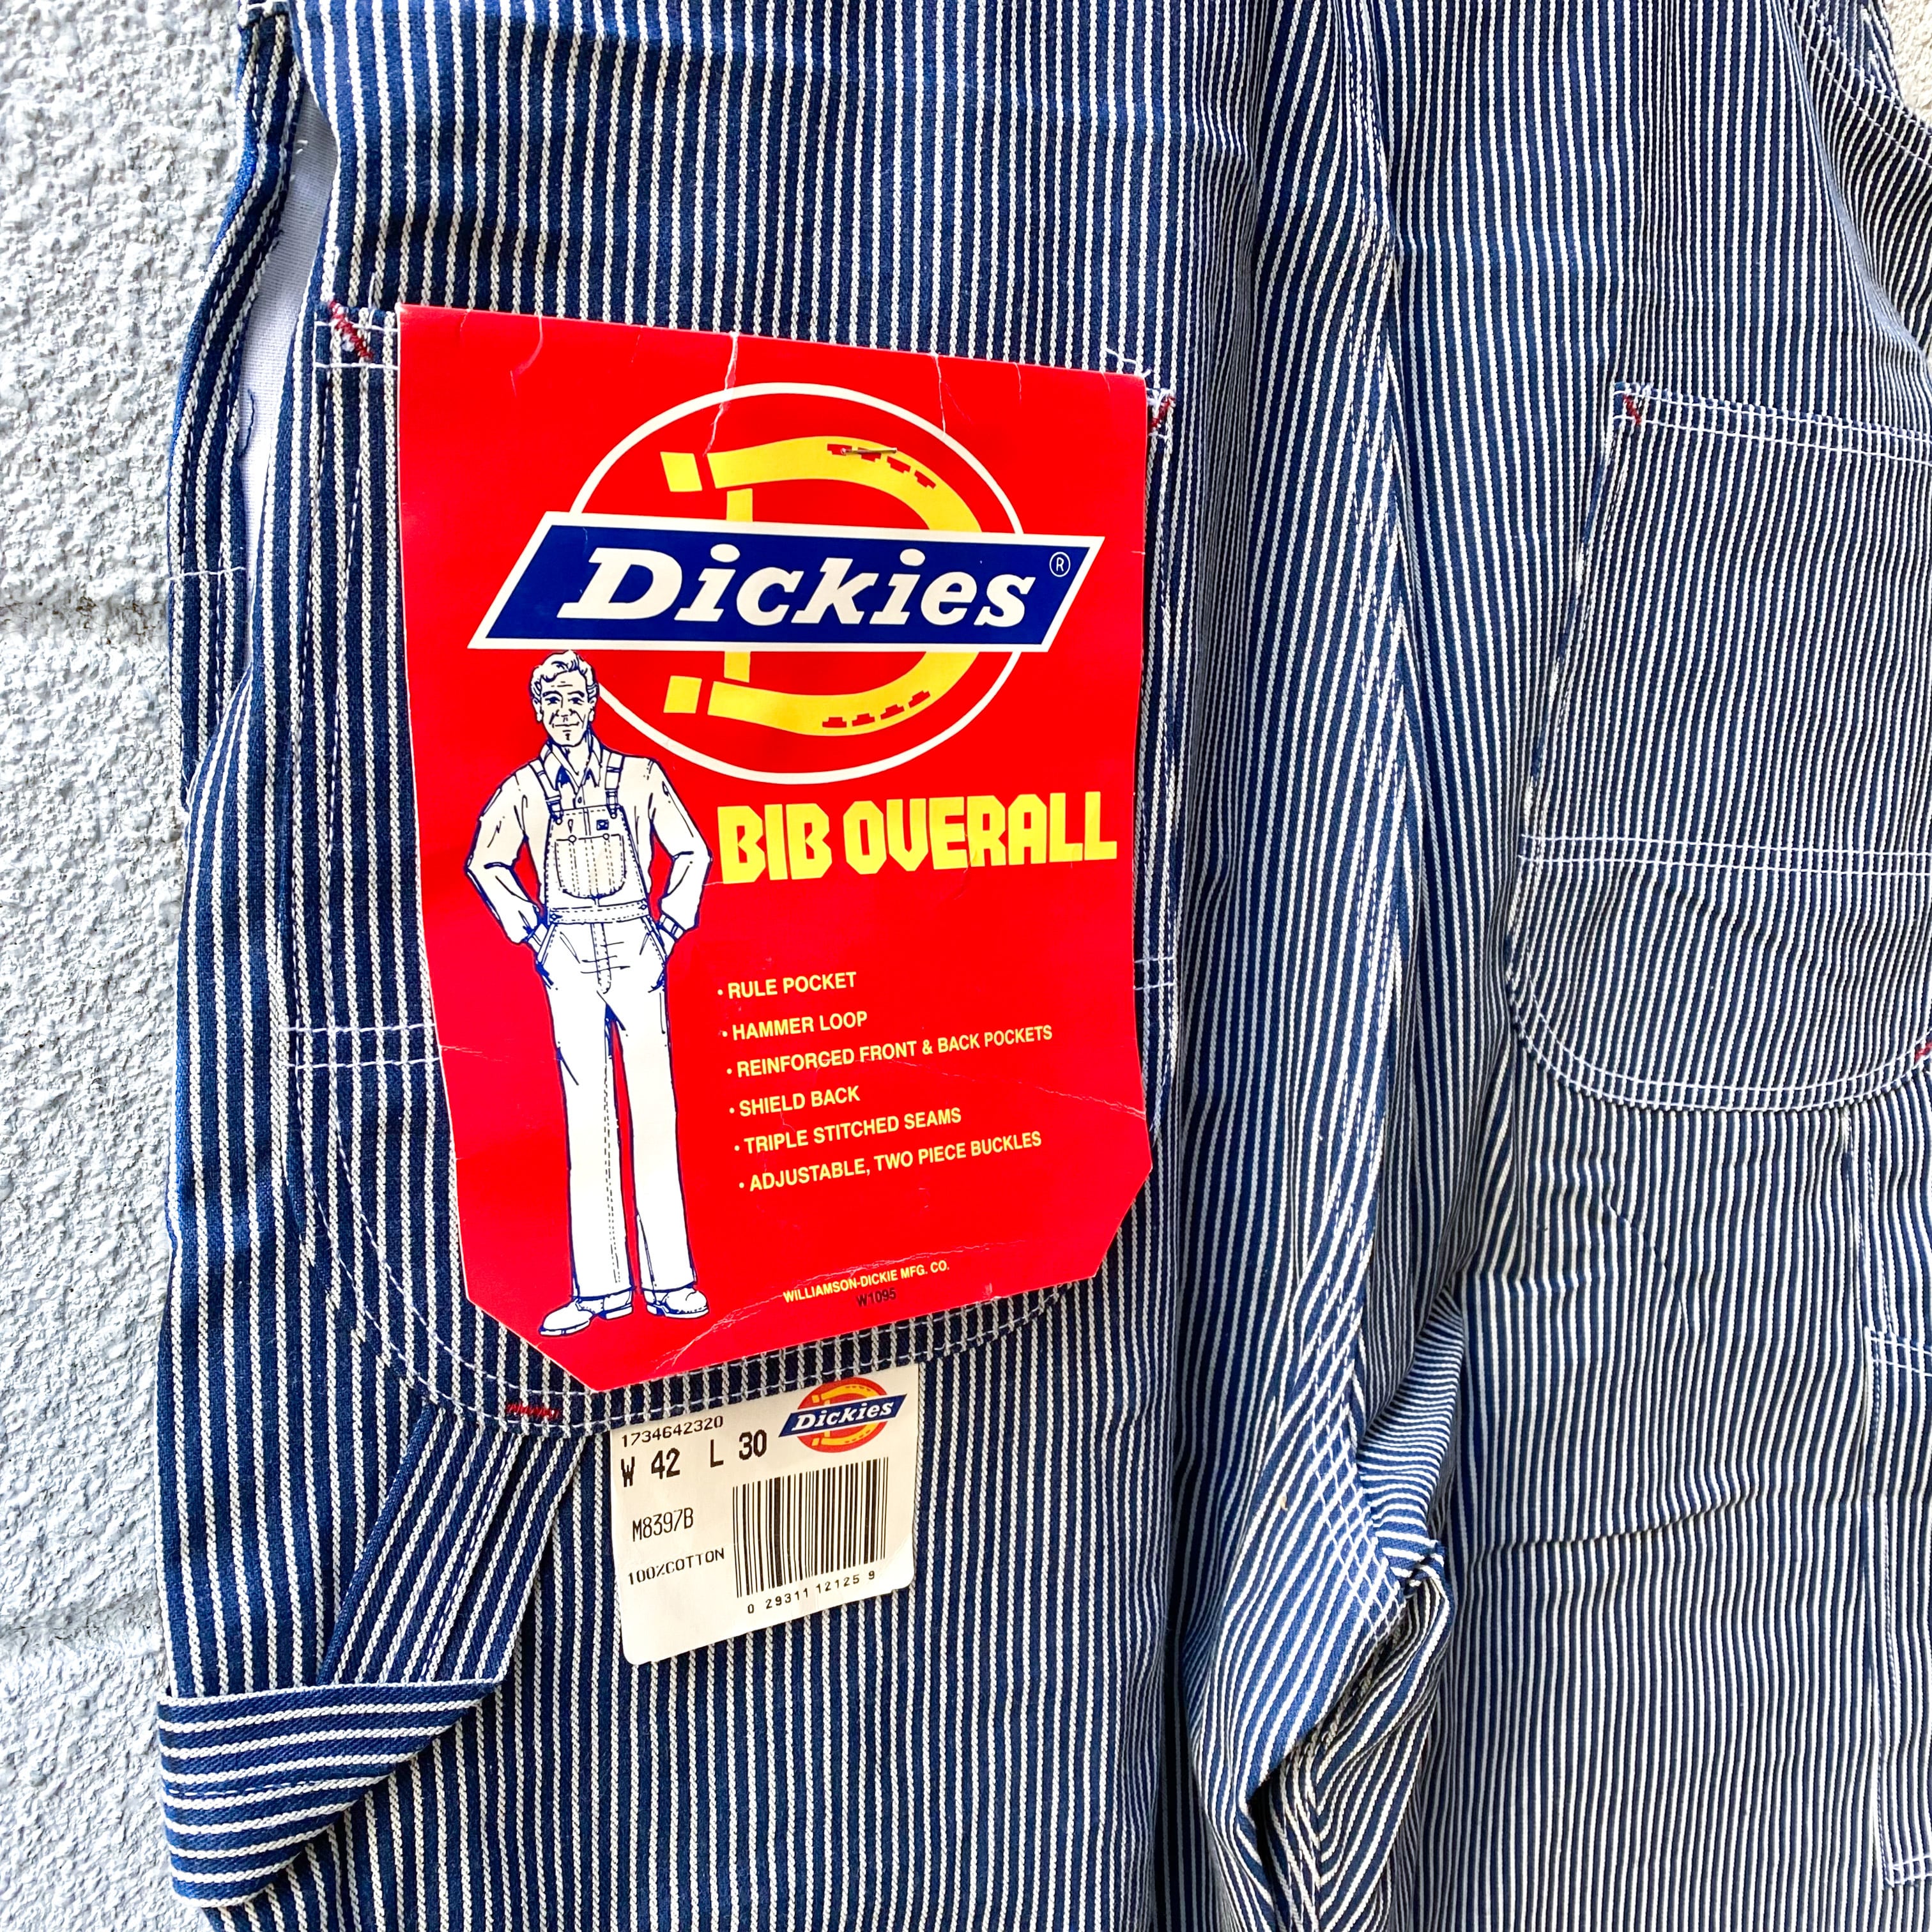 Dickies ®
BIB OVERALL
• RULE POCKET
• HAMMER LOOP
• REINFORCED FRONT & BACK POCKETS
• SHIELD BACK
• TRIPLE STITCHED SEAMS
• ADJUSTABLE, TWO PIECE BUCKLES
WILLIAMSON-DICKIE MFG. CO.
W1095
1734642320
Dickies
W 42 L 30
M8397B
100%COTTON
0 29311 12125 9